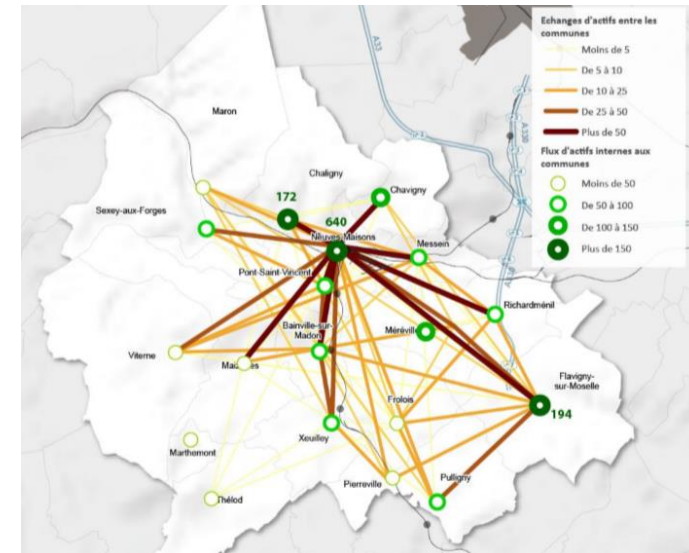 Echanges d'actifs entre les
communes
Moins de 5
De 5 à 10
De 10 à 25
De 25 à 50
Plus de 50
Flux d'actifs internes aux
communes
Moins de 50
De 50 à 100
De 100 à 150
Plus de 150
A33
A330
Maron
Chaligny
172
Chavigny
Sexey-aux-Forges
640
Neuves-Maisons
Messein
Pont-Saint-Vincent
Richardménil
Bainville-sur-
Madon
Méréville
Viterne
Flavigny-
sur-Moselle
Frolois
194
Xeuilley
Marthemont
Pierreville
Pulligny
Thélod